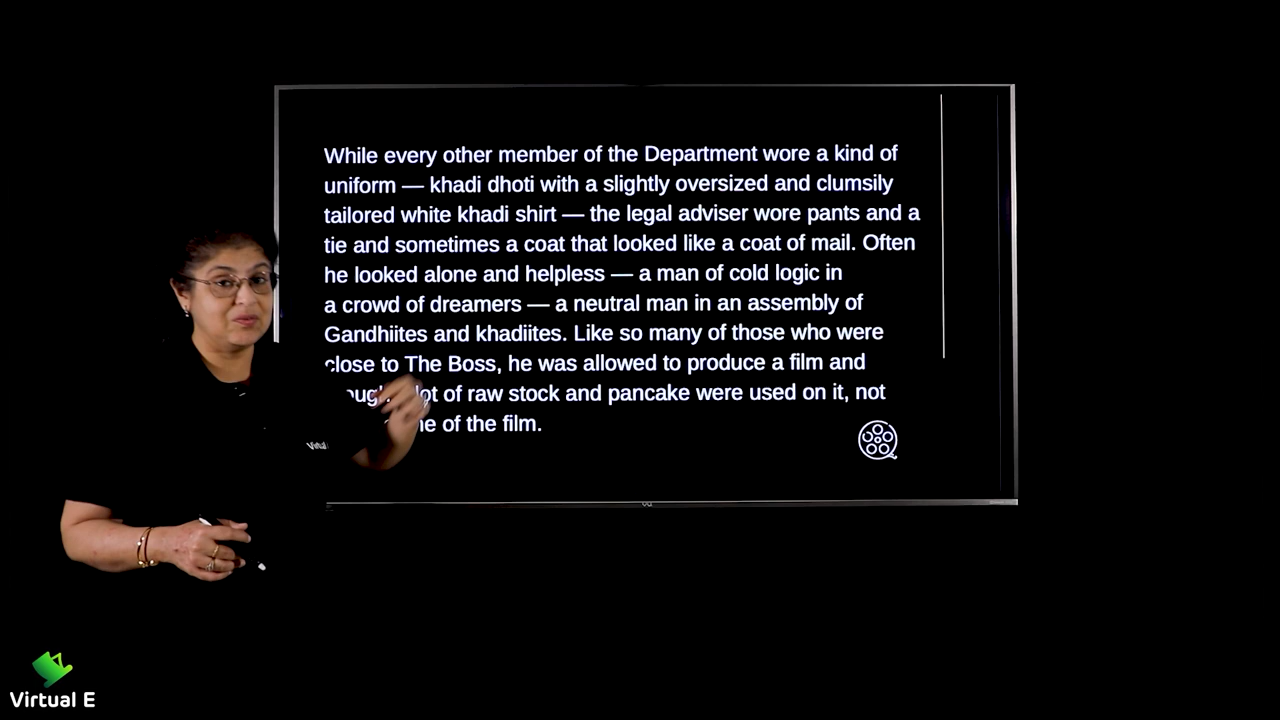 While every other member of the Department wore a kind of
uniform — khadi dhoti with a slightly oversized and clumsily
tailored white khadi shirt — the legal adviser wore pants and a
tie and sometimes a coat that looked like a coat of mail. Often
he looked alone and helpless — a man of cold logic in
a crowd of dreamers — a neutral man in an assembly of
Gandhiites and khadiites. Like so many of those who were
close to The Boss, he was allowed to produce a film and
lot of raw stock and pancake were used on it, not
of the film.
Virtual E